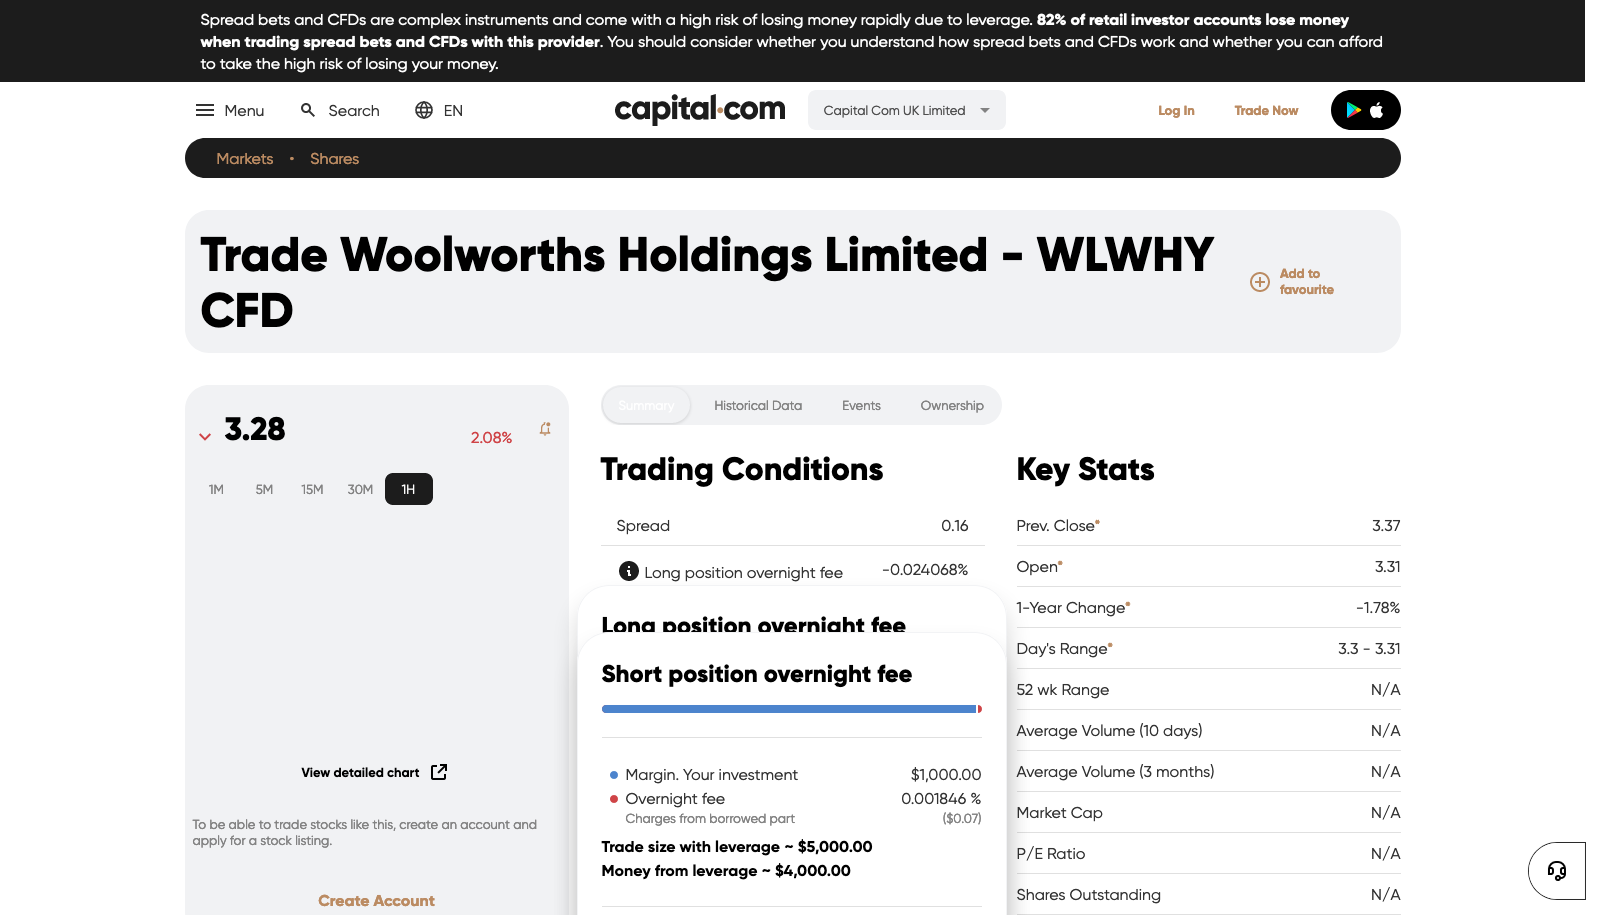 Spread bets and CFDs are complex instruments and come with a high risk of losing money rapidly due to leverage. 82% of retail investor accounts lose money
when trading spread bets and CFDs with this provider. You should consider whether you understand how spread bets and CFDs work and whether you can afford
to take the high risk of losing your money.
Menu Search EN capital.com Capital Com UK Limited Log In Trade Now
Markets · Shares
Trade Woolworths Holdings Limited - WLWHY
CFD
Add to
favourite
3.28 2.08%
1M 5M 15M 30M 1H
View detailed chart
To be able to trade stocks like this, create an account and
apply for a stock listing.
Create Account
Summary Historical Data Events Ownership
Trading Conditions
Spread 0.16
Long position overnight fee -0.024068%
Long position overnight fee
Short position overnight fee
Margin. Your investment $1,000.00
Overnight fee 0.001846 %
Charges from borrowed part ($0.07)
Trade size with leverage ~ $5,000.00
Money from leverage ~ $4,000.00
Key Stats
Prev. Close* 3.37
Open* 3.31
1-Year Change* -1.78%
Day's Range* 3.3 - 3.31
52 wk Range N/A
Average Volume (10 days) N/A
Average Volume (3 months) N/A
Market Cap N/A
P/E Ratio N/A
Shares Outstanding N/A